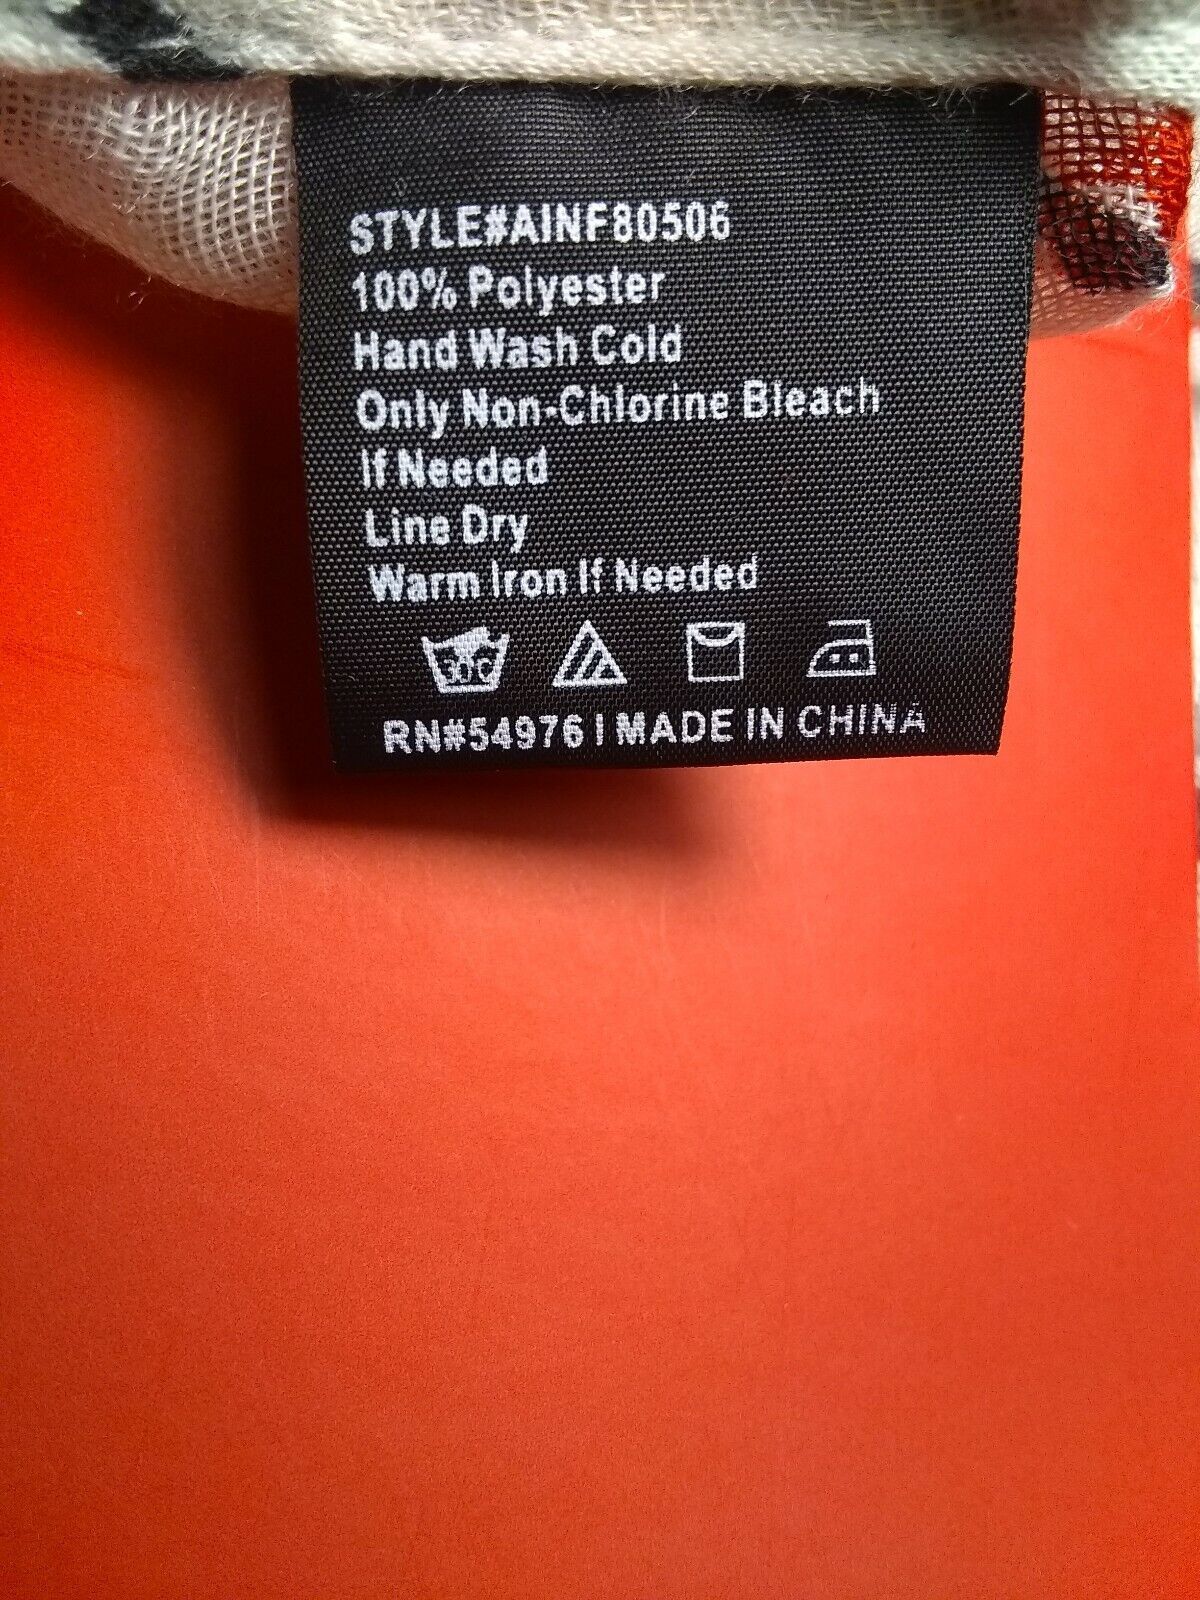 STYLE#AINF80506
100% Polyester
Hand Wash Cold
Only Non-Chlorine Bleach
If Needed
Line Dry
Warm Iron If Needed
30°C
RN#54976 | MADE IN CHINA